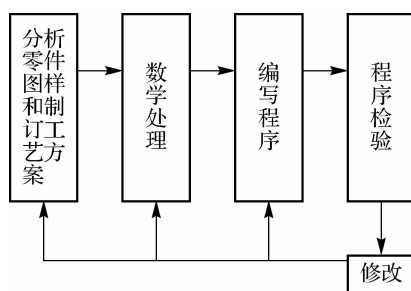 分析
零件
图样
和制
订工
艺方
案
数学处理
编写程序
程序检验
修改